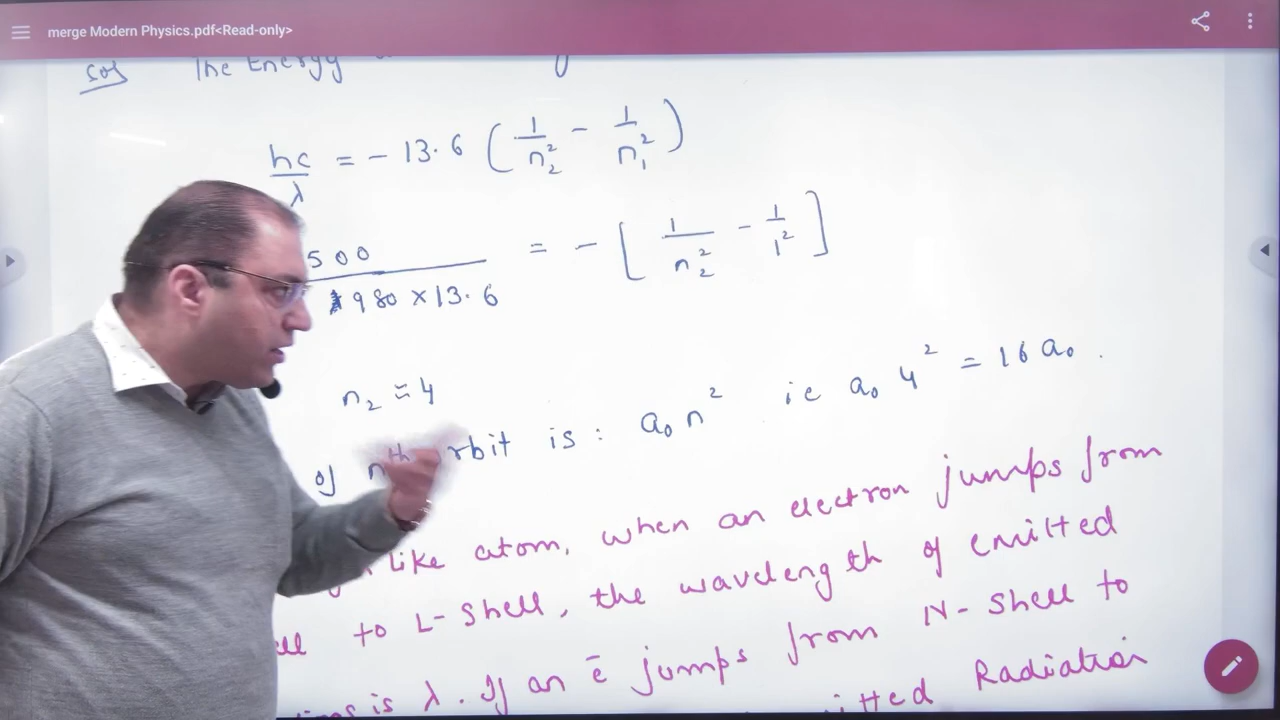 merge Modern Physics.pdf<Read-only>
Sol The Energy
hc/λ = - 13.6 (1/n₂² - 1/n₁²)
500 / 980 × 13.6 = - [1/n₂² - 1/1²]
n₂ ≈ 4
of nth orbit is : a₀ n² ie a₀ 4² = 16 a₀ .
Like atom, when an electron jumps from
to L- Shell, the wavelength of emitted
is λ. If an ē jumps from N- Shell to
Radiation